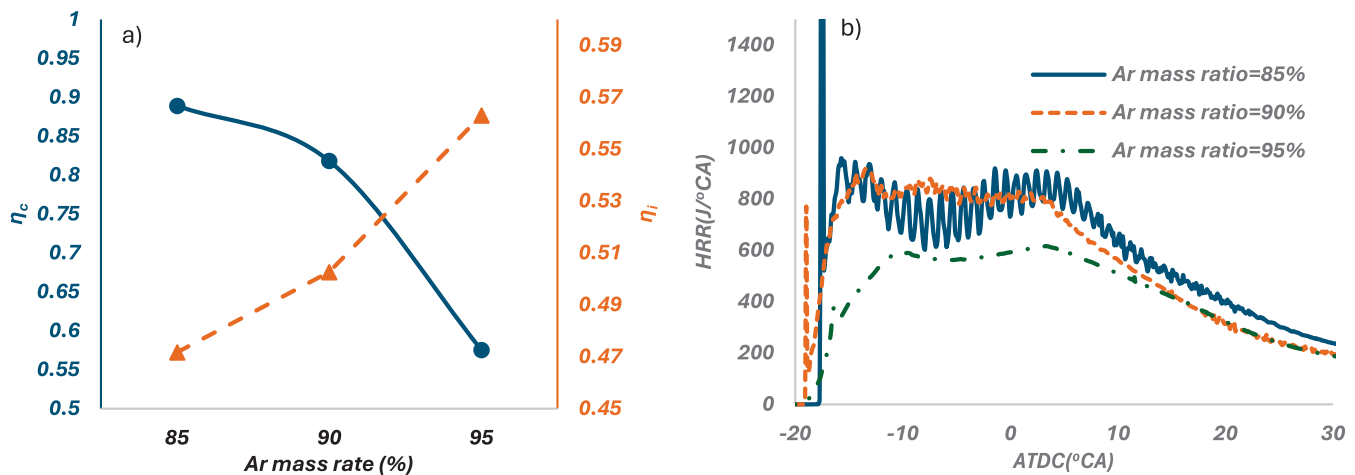 a)
1
0.95
0.9
0.85
0.8
0.75
0.7
0.65
0.6
0.55
0.5
ηc
0.59
0.57
0.55
0.53
0.51
0.49
0.47
0.45
ηi
85 90 95
Ar mass rate (%)
b)
1400
1200
1000
800
600
400
200
0
HRR(J/°CA)
Ar mass ratio=85%
Ar mass ratio=90%
Ar mass ratio=95%
-20 -10 0 10 20 30
ATDC(°CA)